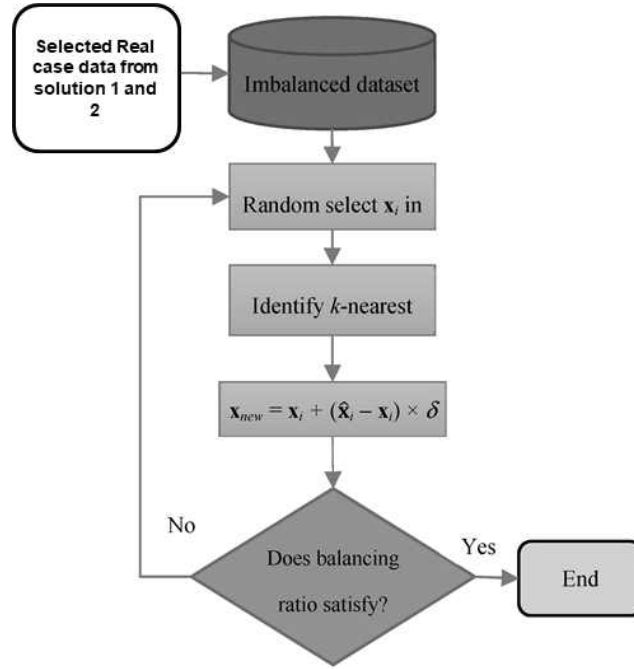 Selected Real
case data from
solution 1 and
2
Imbalanced dataset
Random select xᵢ in
Identify k-nearest
xₙₑw = xᵢ + (x̂ᵢ − xᵢ) × δ
No
Does balancing
ratio satisfy?
Yes
End